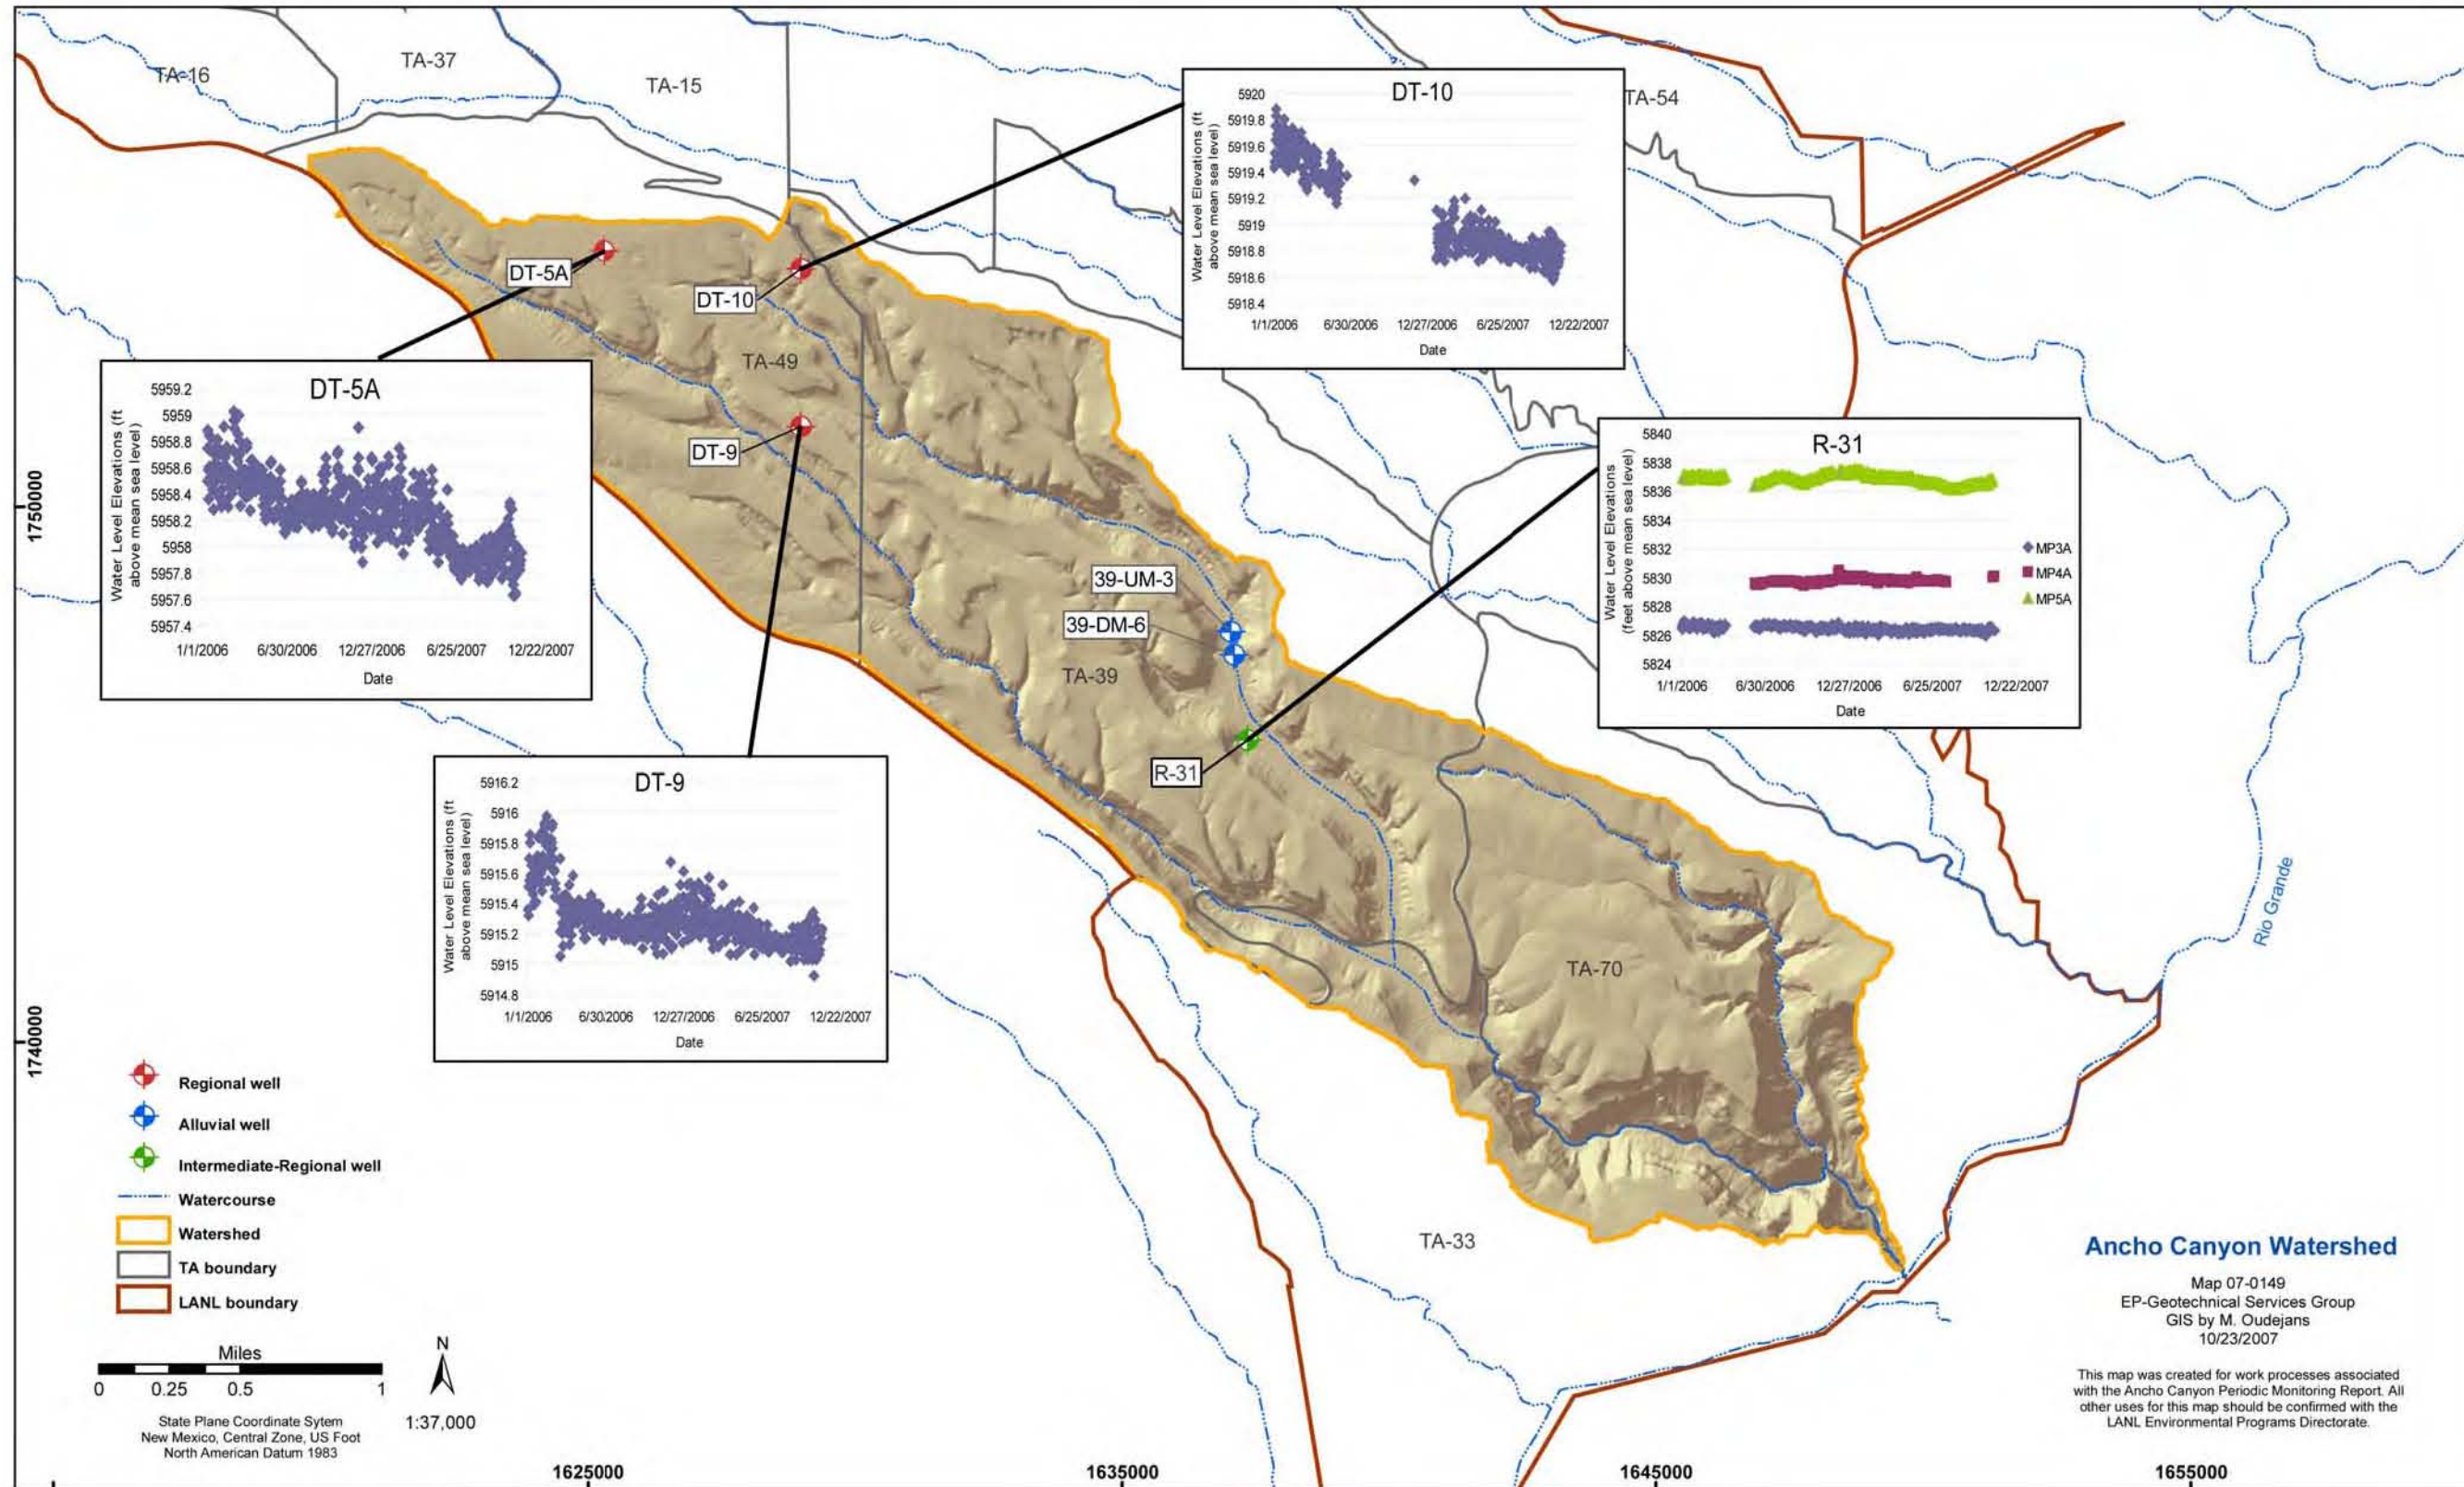 TA-16
TA-37
TA-15
TA-54
DT-10
Water Level Elevations (ft
above mean sea level)
5920
5919.8
5919.6
5919.4
5919.2
5919
5918.8
5918.6
5918.4
1/1/2006
6/30/2006
12/27/2006
6/25/2007
12/22/2007
Date
DT-5A
DT-10
TA-49
DT-9
DT-5A
Water Level Elevations (ft
above mean sea level)
5959.2
5959
5958.8
5958.6
5958.4
5958.2
5958
5957.8
5957.6
5957.4
1/1/2006
6/30/2006
12/27/2006
6/25/2007
12/22/2007
Date
R-31
Water Level Elevations
(feet above mean sea level)
5840
5838
5836
5834
5832
5830
5828
5826
5824
MP3A
MP4A
MP5A
1/1/2006
6/30/2006
12/27/2006
6/25/2007
12/22/2007
Date
39-UM-3
39-DM-6
TA-39
R-31
DT-9
Water Level Elevations (ft
above mean sea level)
5916.2
5916
5915.8
5915.6
5915.4
5915.2
5915
5914.8
1/1/2006
6/30/2006
12/27/2006
6/25/2007
12/22/2007
Date
TA-70
Rio Grande
TA-33
1750000
1740000
Regional well
Alluvial well
Intermediate-Regional well
Watercourse
Watershed
TA boundary
LANL boundary
Miles
0
0.25
0.5
1
N
1:37,000
State Plane Coordinate Sytem
New Mexico, Central Zone, US Foot
North American Datum 1983
Ancho Canyon Watershed
Map 07-0149
EP-Geotechnical Services Group
GIS by M. Oudejans
10/23/2007
This map was created for work processes associated
with the Ancho Canyon Periodic Monitoring Report. All
other uses for this map should be confirmed with the
LANL Environmental Programs Directorate.
1625000
1635000
1645000
1655000